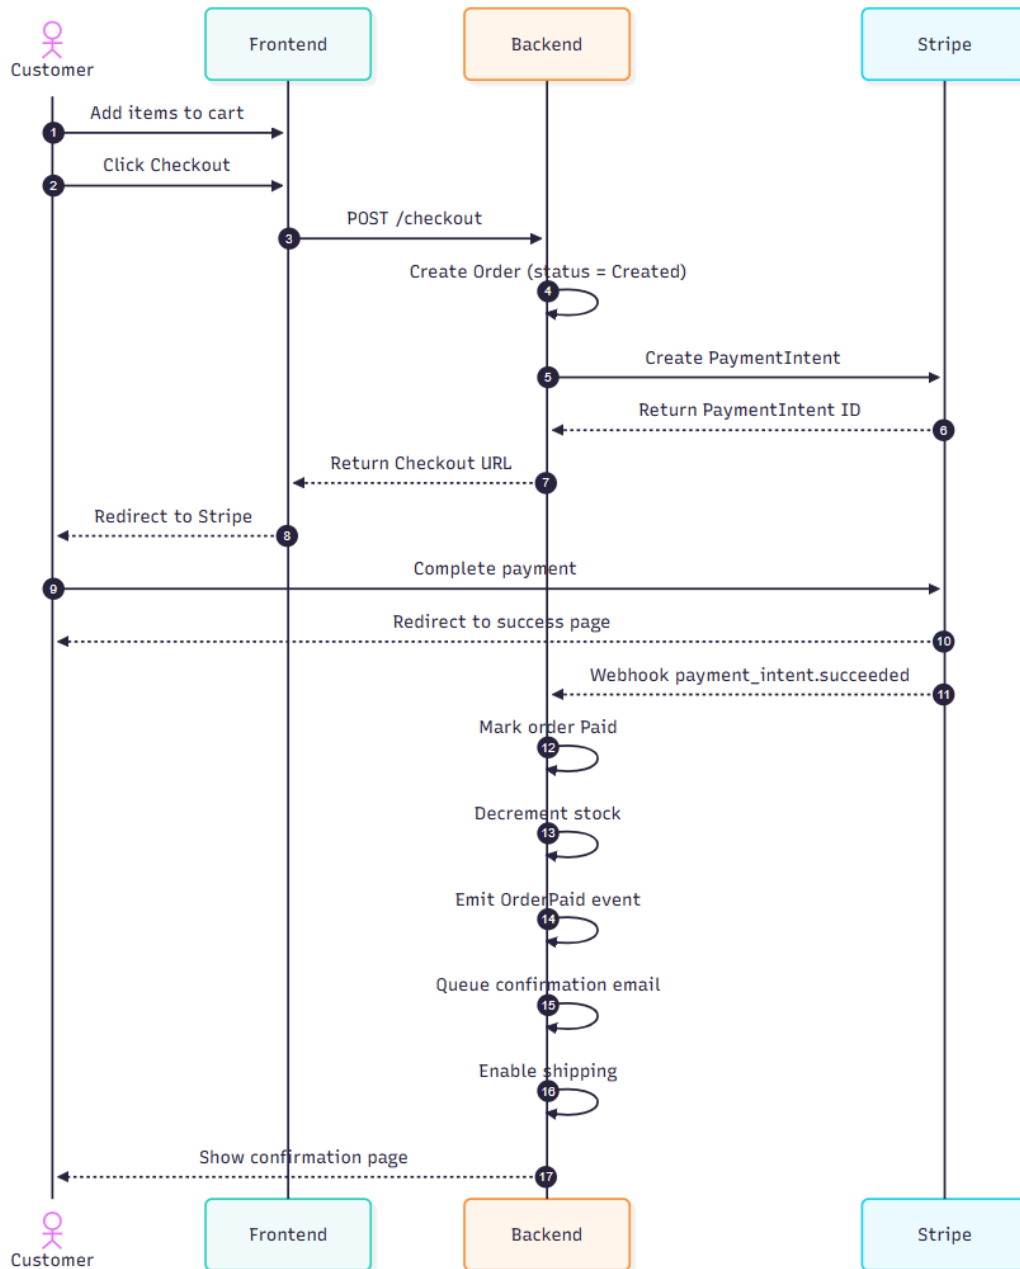 Customer
Frontend
Backend
Stripe
Add items to cart
1
Click Checkout
2
POST /checkout
3
Create Order (status = Created)
4
Create PaymentIntent
5
Return PaymentIntent ID
6
Return Checkout URL
7
Redirect to Stripe
8
Complete payment
9
Redirect to success page
10
Webhook payment_intent.succeeded
11
Mark order Paid
12
Decrement stock
13
Emit OrderPaid event
14
Queue confirmation email
15
Enable shipping
16
Show confirmation page
17
Customer
Frontend
Backend
Stripe